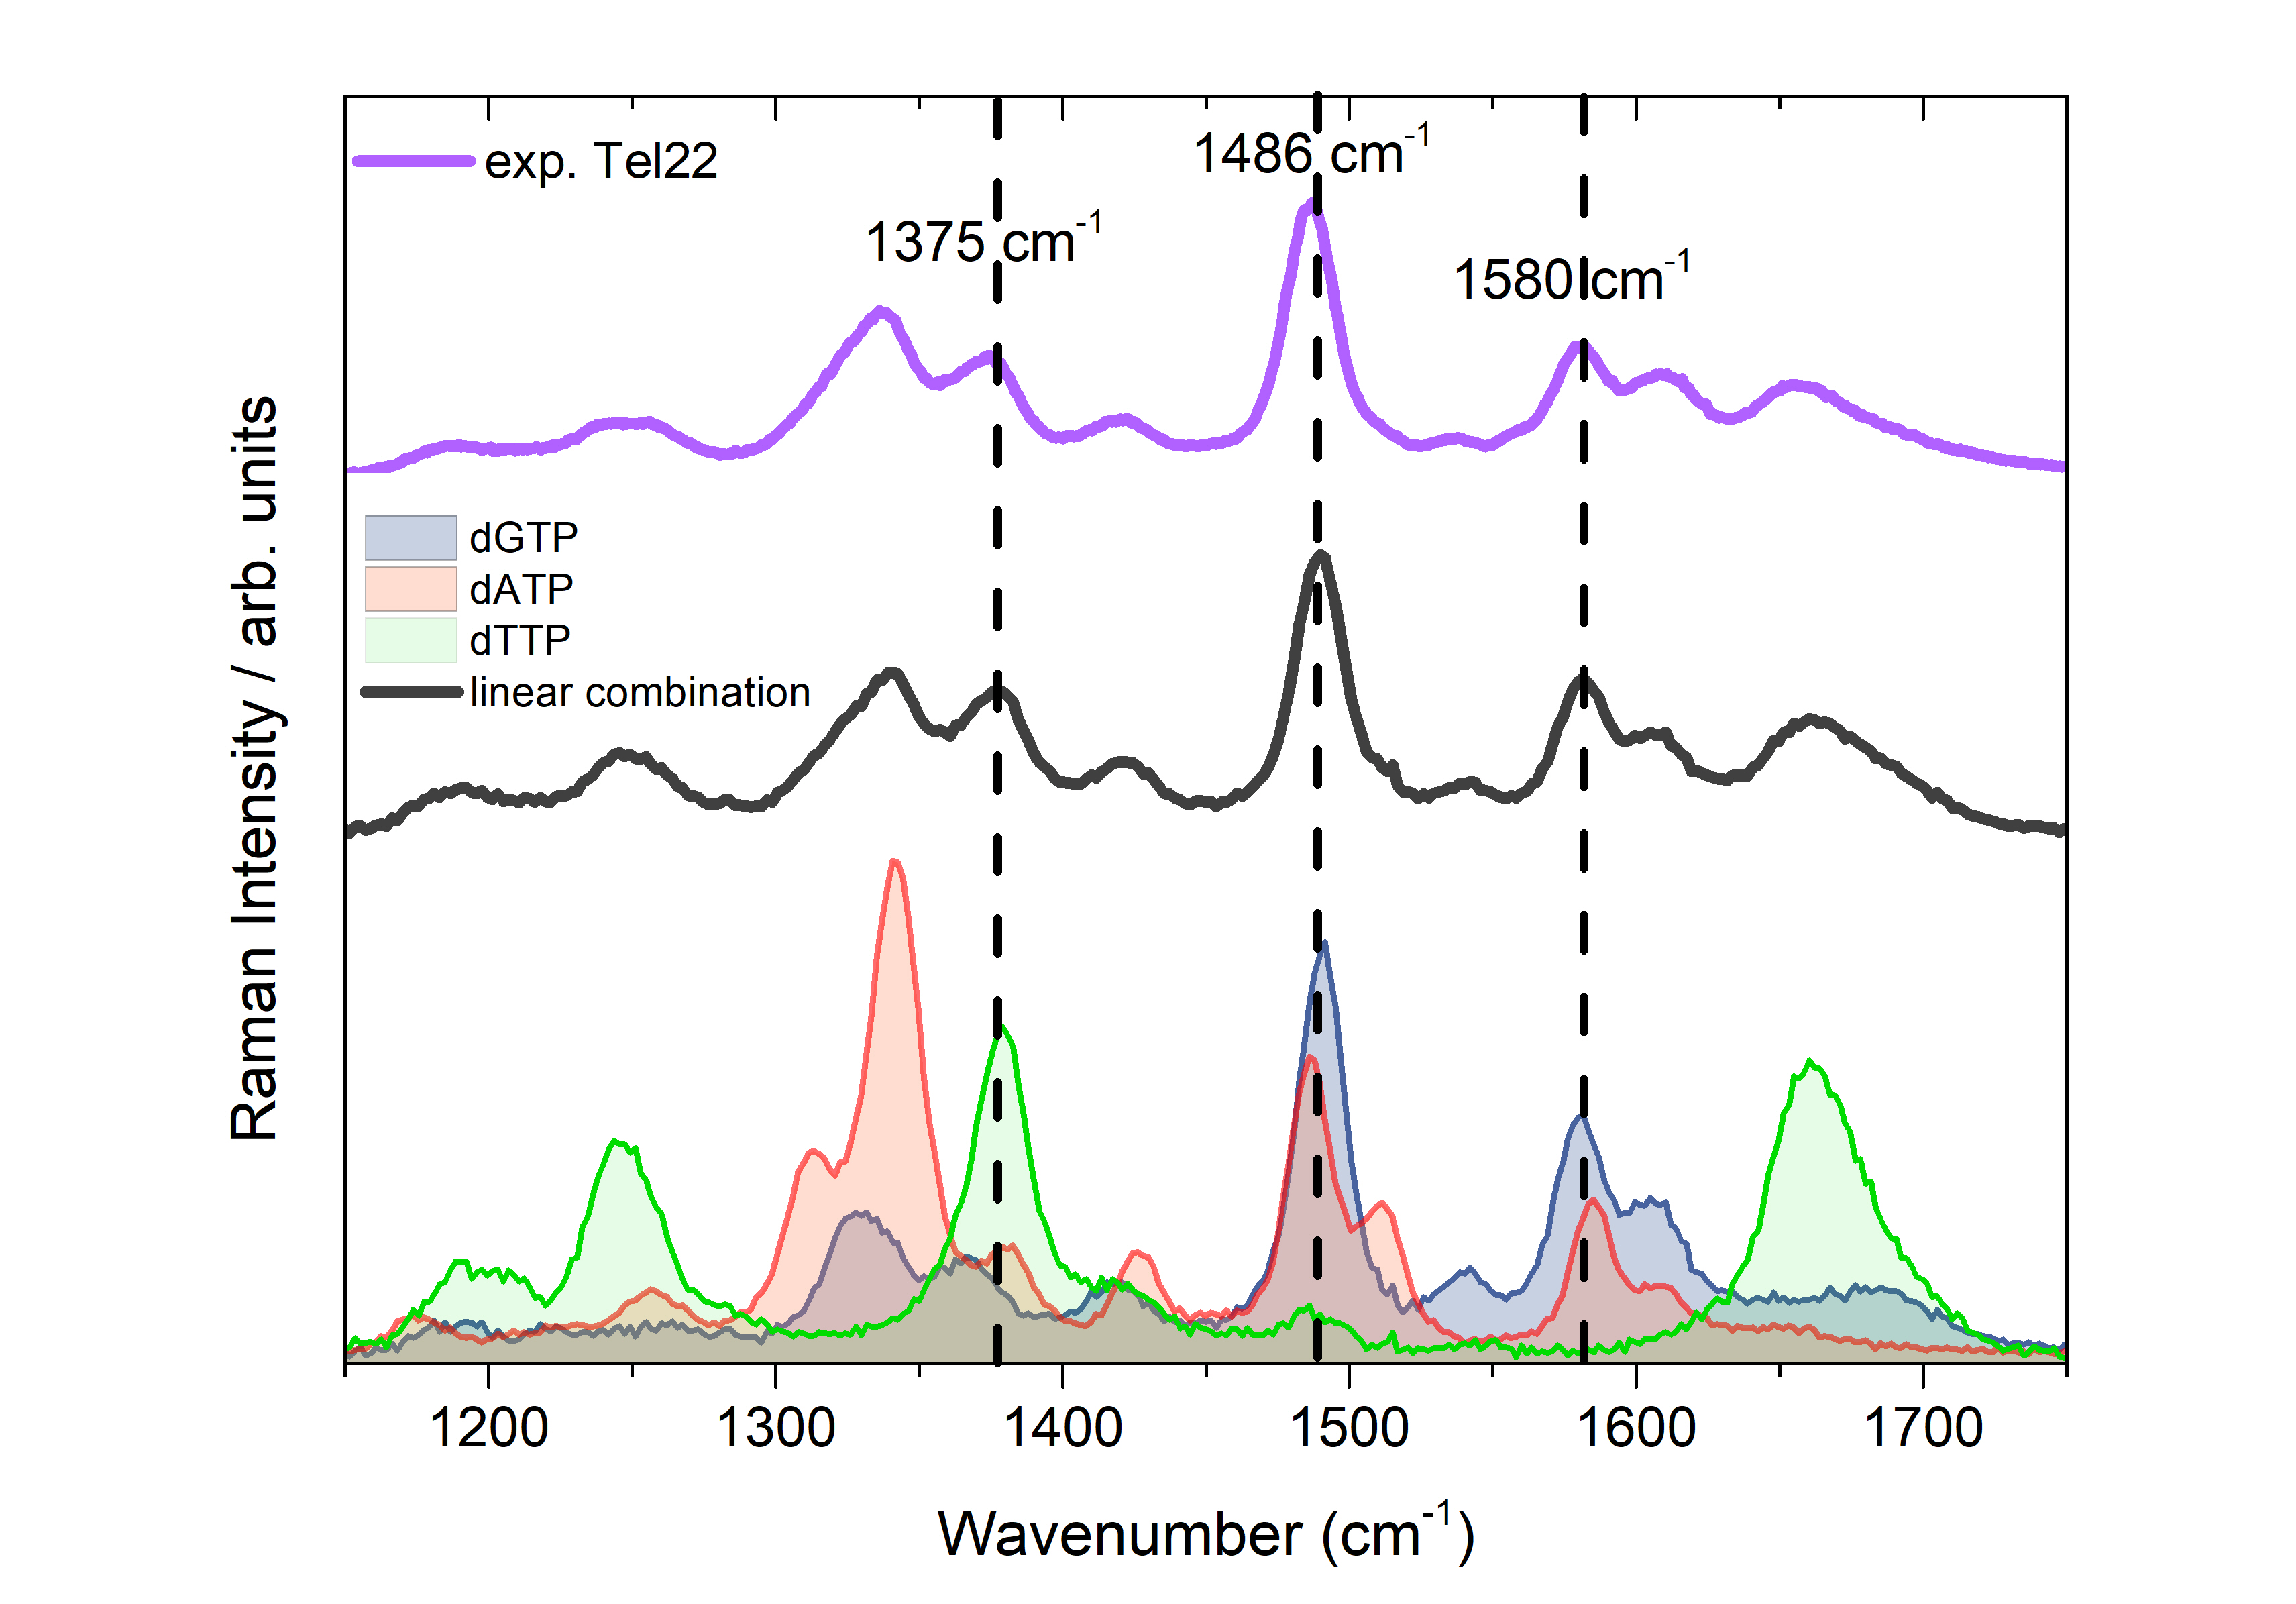 exp. Tel22
1486 cm⁻¹
1375 cm⁻¹
1580 cm⁻¹
dGTP
dATP
dTTP
linear combination
Raman Intensity / arb. units
1200 1300 1400 1500 1600 1700
Wavenumber (cm⁻¹)